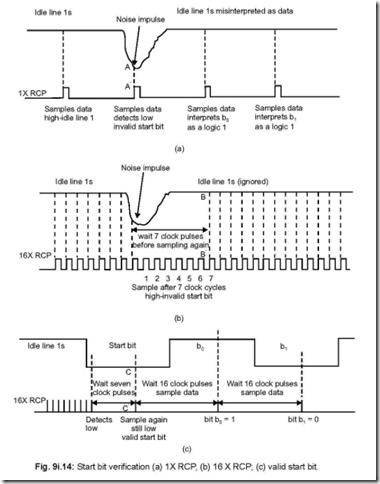 Idle line 1s
Noise impulse
Idle line 1s misinterpreted as data
A
A
1X RCP
Samples data
high-idle line 1
Samples data
detects low
invalid start bit
Samples data
interprets b0
as a logic 1
Samples data
interprets b1
as a logic 1
(a)
Noise impulse
Idle line 1s
Idle line 1s (ignored)
B
wait 7 clock pulses
before sampling again
B
16X RCP
1 2 3 4 5 6 7
Sample after 7 clock cycles
high-invalid start bit
(b)
Idle line 1s
Start bit
b0
b1
C
Wait seven
clock pulses
Wait 16 clock pulses
sample data
Wait 16 clock pulses
sample data
16X RCP
C
Detects
low
Sample again
still low
valid start bit
bit b0 = 1
bit b1 = 0
(c)
Fig. 9i.14: Start bit verification (a) 1X RCP, (b) 16 X RCP; (c) valid start bit.